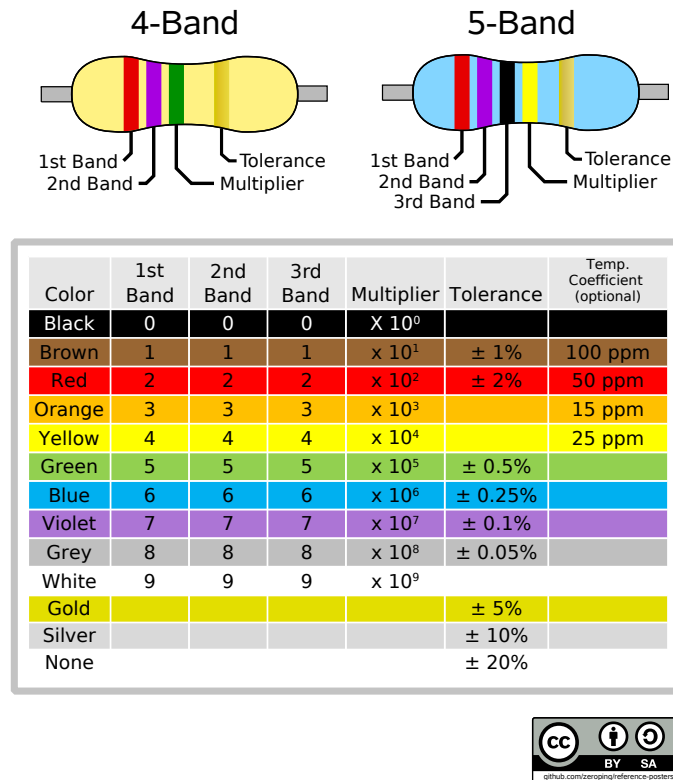 4-Band
5-Band
1st Band
2nd Band
Tolerance
Multiplier
1st Band
2nd Band
3rd Band
Tolerance
Multiplier
Color 1st Band 2nd Band 3rd Band Multiplier Tolerance Temp. Coefficient (optional)
Black 0 0 0 X 10⁰
Brown 1 1 1 x 10¹ ± 1% 100 ppm
Red 2 2 2 x 10² ± 2% 50 ppm
Orange 3 3 3 x 10³ 15 ppm
Yellow 4 4 4 x 10⁴ 25 ppm
Green 5 5 5 x 10⁵ ± 0.5%
Blue 6 6 6 x 10⁶ ± 0.25%
Violet 7 7 7 x 10⁷ ± 0.1%
Grey 8 8 8 x 10⁸ ± 0.05%
White 9 9 9 x 10⁹
Gold ± 5%
Silver ± 10%
None ± 20%
cc
BY SA
github.com/zeroping/reference-posters